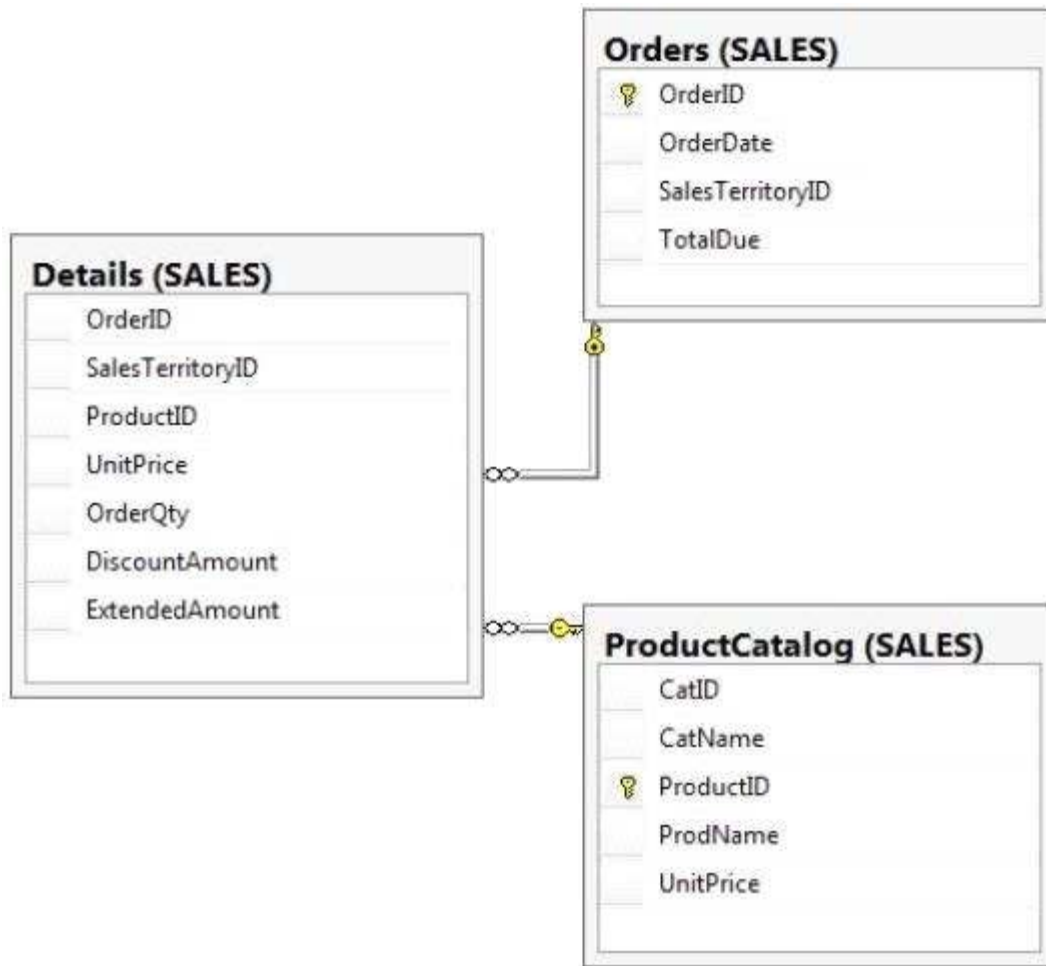 Orders (SALES)
OrderID
OrderDate
SalesTerritoryID
TotalDue
Details (SALES)
OrderID
SalesTerritoryID
ProductID
UnitPrice
OrderQty
DiscountAmount
ExtendedAmount
ProductCatalog (SALES)
CatID
CatName
ProductID
ProdName
UnitPrice